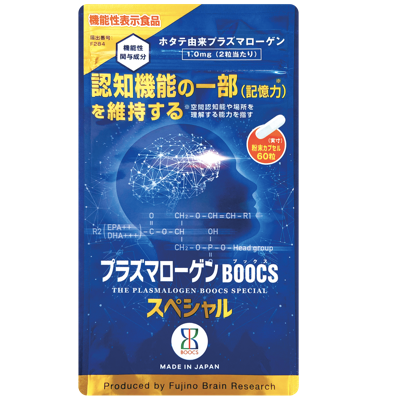 機能性表示食品
届出番号
F284
機能性
関与成分
ホタテ由来プラズマローゲン
1.0mg（2粒当たり）
認知機能の一部（記憶力※）
を維持する
※空間認知能や場所を
理解する能力を指す
（実寸）
粉末カプセル
60粒
O CH₂-O-CH=CH-R1
R2 EPA++ DHA+++ C-O-CH OH
CH₂-O-P-O-Head group
O
ブックス
プラズマローゲンBOOCS
THE PLASMALOGEN BOOCS SPECIAL
スペシャル
BOOCS
MADE IN JAPAN
Produced by Fujino Brain Research